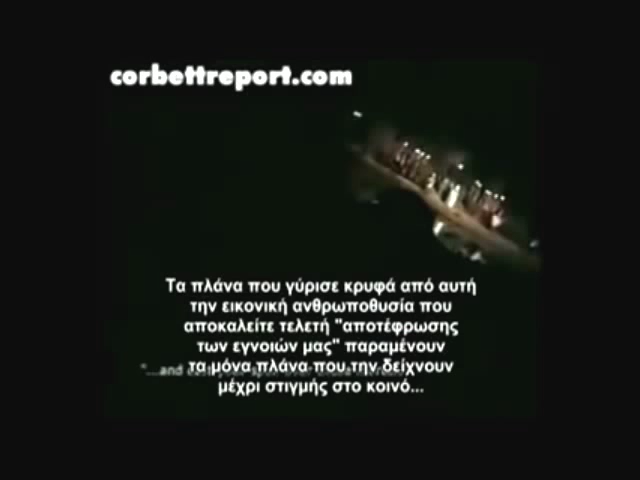 corbettreport.com
Τα πλάνα που γύρισε κρυφά από αυτή
την εικονική ανθρωποθυσία που
αποκαλείτε τελετή "αποτέφρωσης
των εγνοιών μας" παραμένουν
τα μόνα πλάνα που την δείχνουν
μέχρι στιγμής στο κοινό...
"...and